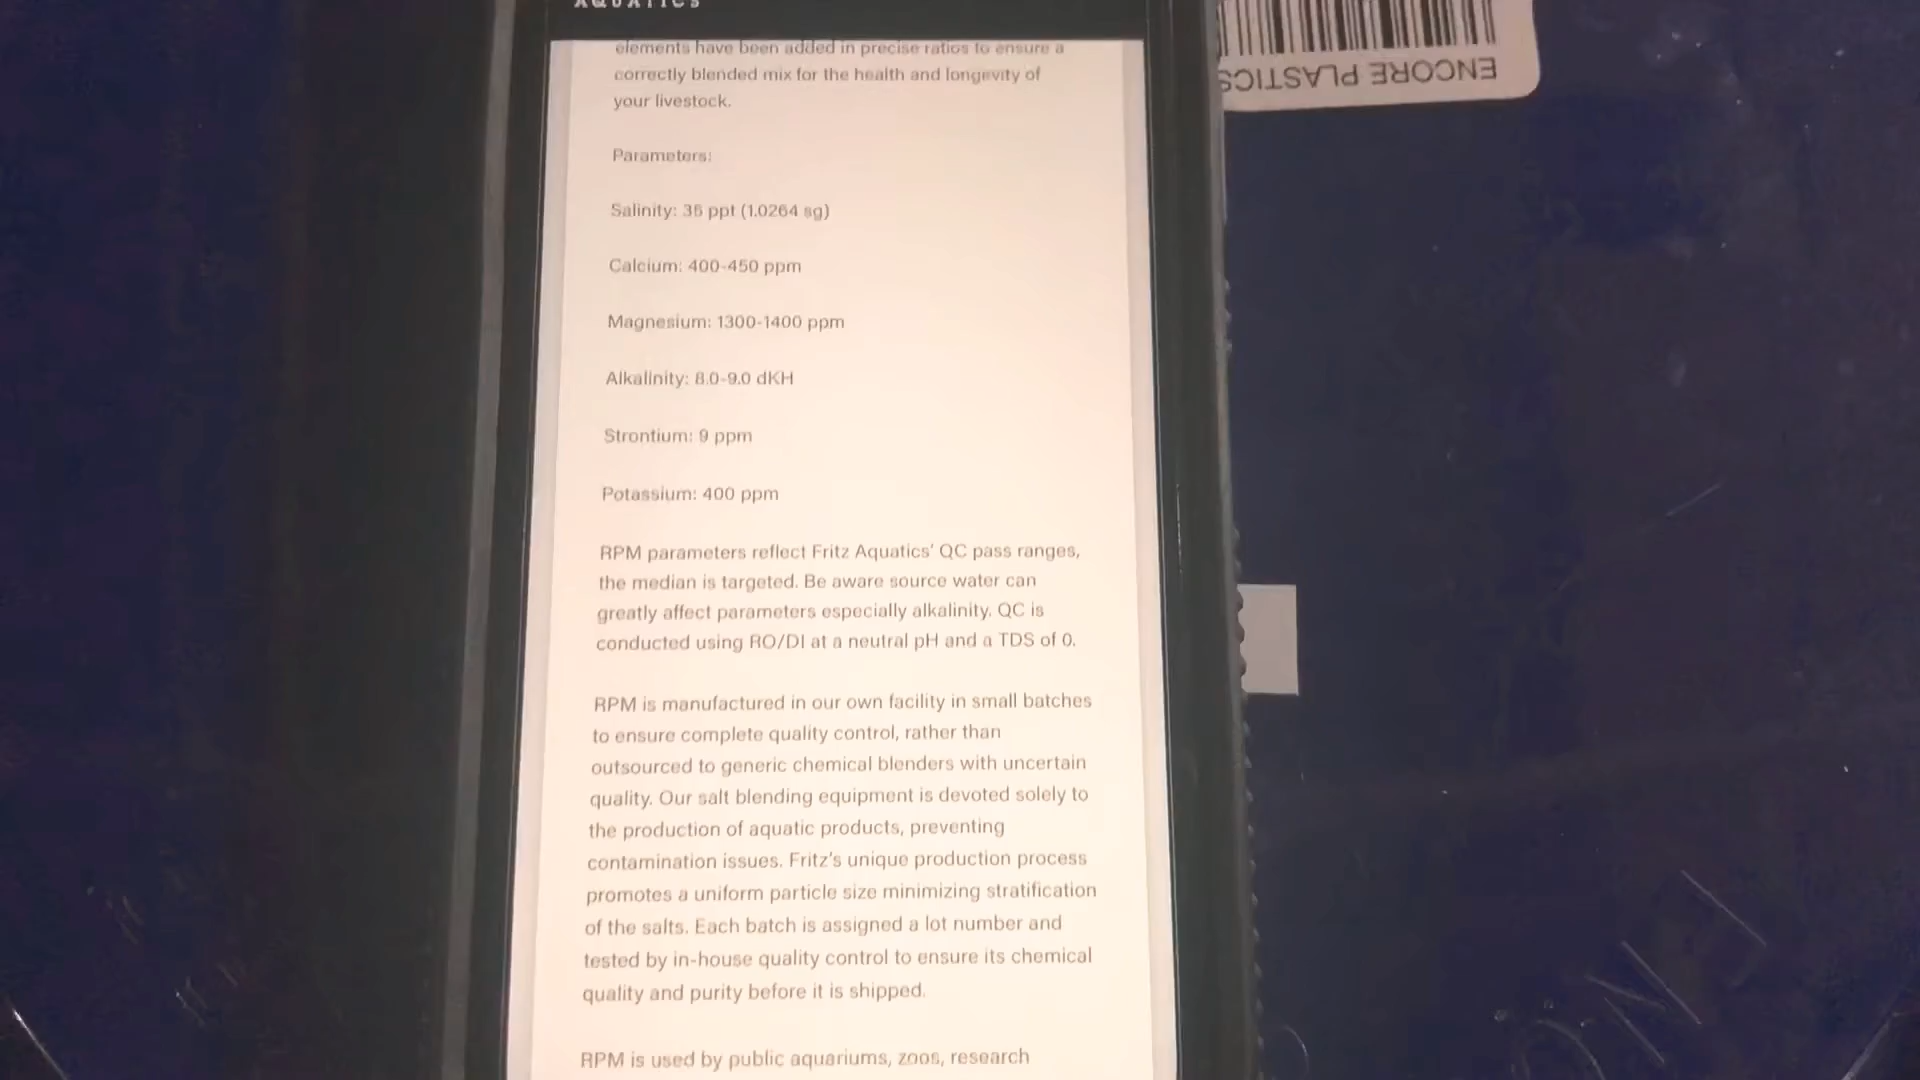 AQUATICS
elements have been added in precise ratios to ensure a
correctly blended mix for the health and longevity of
your livestock.
Parameters:
Salinity: 35 ppt (1.0264 sg)
Calcium: 400-450 ppm
Magnesium: 1300-1400 ppm
Alkalinity: 8.0-9.0 dKH
Strontium: 9 ppm
Potassium: 400 ppm
RPM parameters reflect Fritz Aquatics' QC pass ranges,
the median is targeted. Be aware source water can
greatly affect parameters especially alkalinity. QC is
conducted using RO/DI at a neutral pH and a TDS of 0.
RPM is manufactured in our own facility in small batches
to ensure complete quality control, rather than
outsourced to generic chemical blenders with uncertain
quality. Our salt blending equipment is devoted solely to
the production of aquatic products, preventing
contamination issues. Fritz's unique production process
promotes a uniform particle size minimizing stratification
of the salts. Each batch is assigned a lot number and
tested by in-house quality control to ensure its chemical
quality and purity before it is shipped.
RPM is used by public aquariums, zoos, research
ENCORE PLASTICS